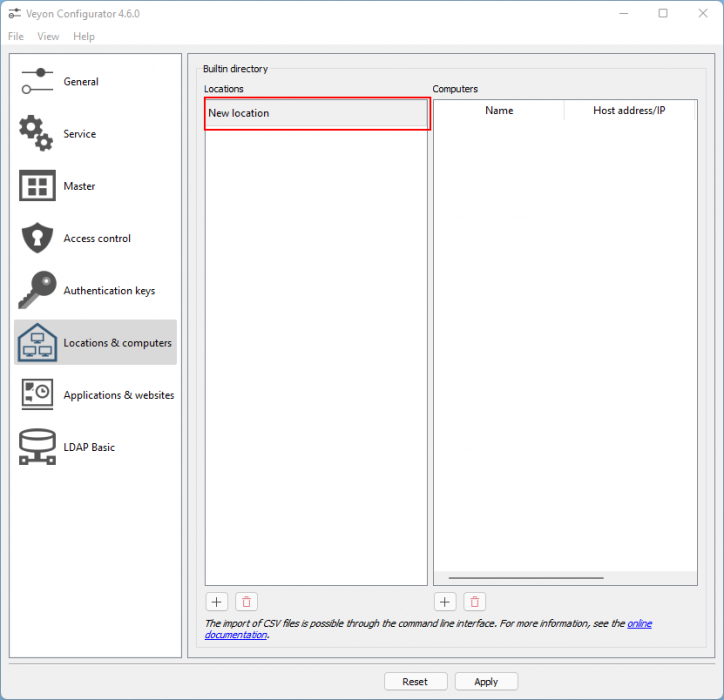 Veyon Configurator 4.6.0
File View Help
General
Service
Master
Access control
Authentication keys
Locations & computers
Applications & websites
LDAP Basic
Builtin directory
Locations
New location
Computers
Name Host address/IP
The import of CSV files is possible through the command line interface. For more information, see the online
documentation.
Reset Apply